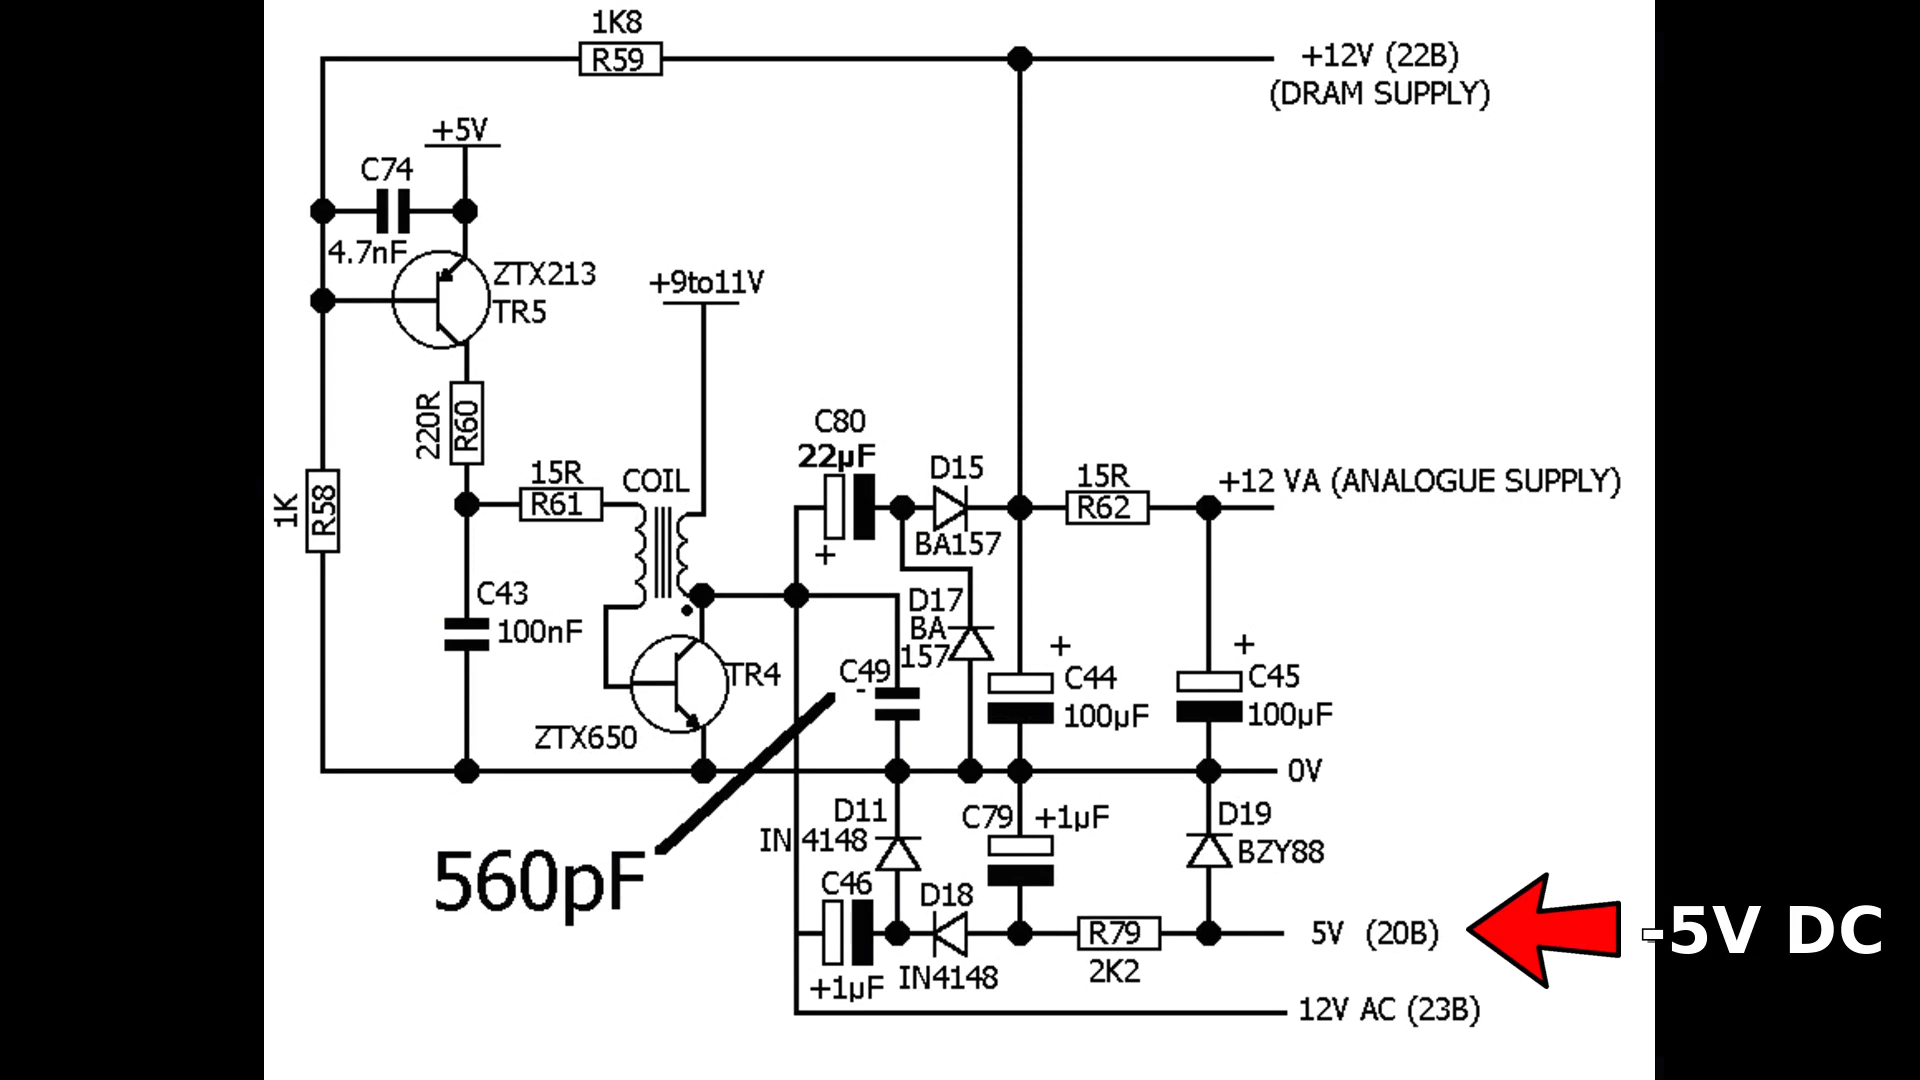 1K8
R59
+12V (22B)
(DRAM SUPPLY)
+5V
C74
4.7nF
ZTX213
TR5
+9to11V
220R
R60
1K
R58
15R
R61
COIL
C80
22µF
+
D15
BA157
15R
R62
+12 VA (ANALOGUE SUPPLY)
C43
100nF
D17
BA
157
TR4
ZTX650
C49
-
+
C44
100µF
+
C45
100µF
0V
560pF
D11
IN4148
C79
+1µF
D19
BZY88
C46
+1µF
D18
IN4148
R79
2K2
5V (20B)
-5V DC
12V AC (23B)